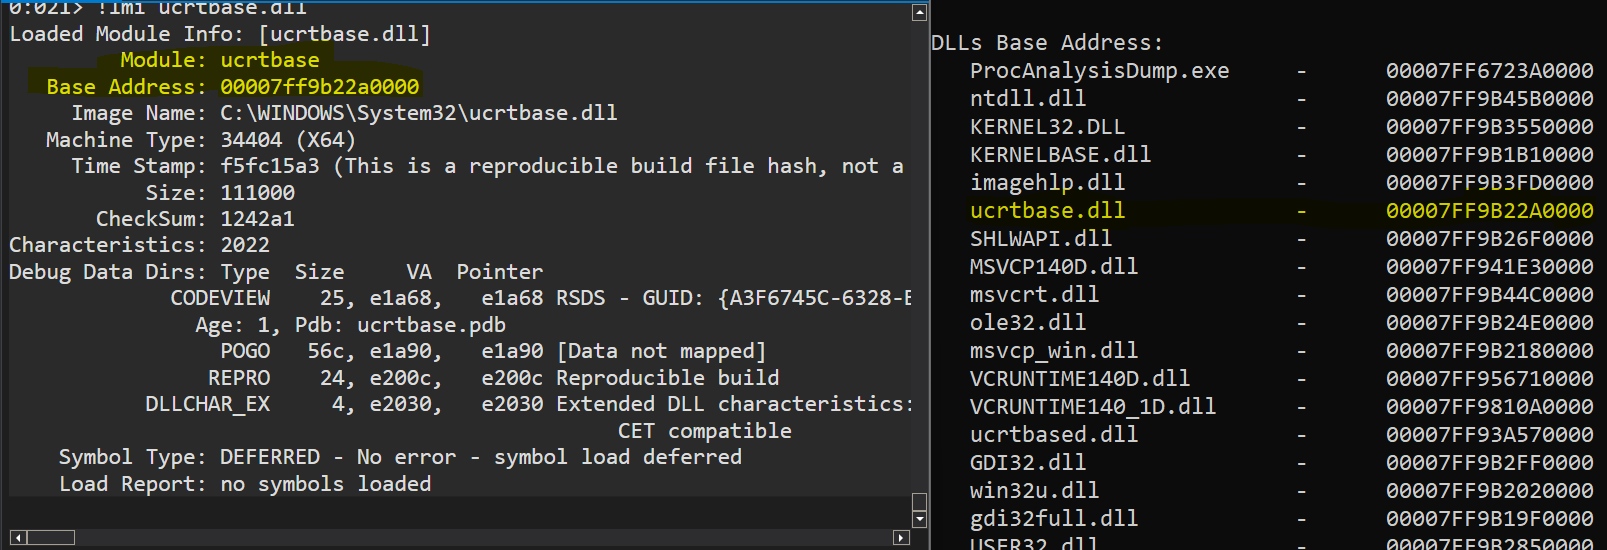 0:021> !lmi ucrtbase.dll
Loaded Module Info: [ucrtbase.dll]
Module: ucrtbase
Base Address: 00007ff9b22a0000
Image Name: C:\WINDOWS\System32\ucrtbase.dll
Machine Type: 34404 (X64)
Time Stamp: f5fc15a3 (This is a reproducible build file hash, not a
Size: 111000
CheckSum: 1242a1
Characteristics: 2022
Debug Data Dirs: Type Size VA Pointer
CODEVIEW 25, e1a68, e1a68 RSDS - GUID: {A3F6745C-6328-E
Age: 1, Pdb: ucrtbase.pdb
POGO 56c, e1a90, e1a90 [Data not mapped]
REPRO 24, e200c, e200c Reproducible build
DLLCHAR_EX 4, e2030, e2030 Extended DLL characteristics:
CET compatible
Symbol Type: DEFERRED - No error - symbol load deferred
Load Report: no symbols loaded
DLLs Base Address:
ProcAnalysisDump.exe - 00007FF6723A0000
ntdll.dll - 00007FF9B45B0000
KERNEL32.DLL - 00007FF9B3550000
KERNELBASE.dll - 00007FF9B1B10000
imagehlp.dll - 00007FF9B3FD0000
ucrtbase.dll - 00007FF9B22A0000
SHLWAPI.dll - 00007FF9B26F0000
MSVCP140D.dll - 00007FF941E30000
msvcrt.dll - 00007FF9B44C0000
ole32.dll - 00007FF9B24E0000
msvcp_win.dll - 00007FF9B2180000
VCRUNTIME140D.dll - 00007FF956710000
VCRUNTIME140_1D.dll - 00007FF9810A0000
ucrtbased.dll - 00007FF93A570000
GDI32.dll - 00007FF9B2FF0000
win32u.dll - 00007FF9B2020000
gdi32full.dll - 00007FF9B19F0000
USER32.dll - 00007FF9B2850000